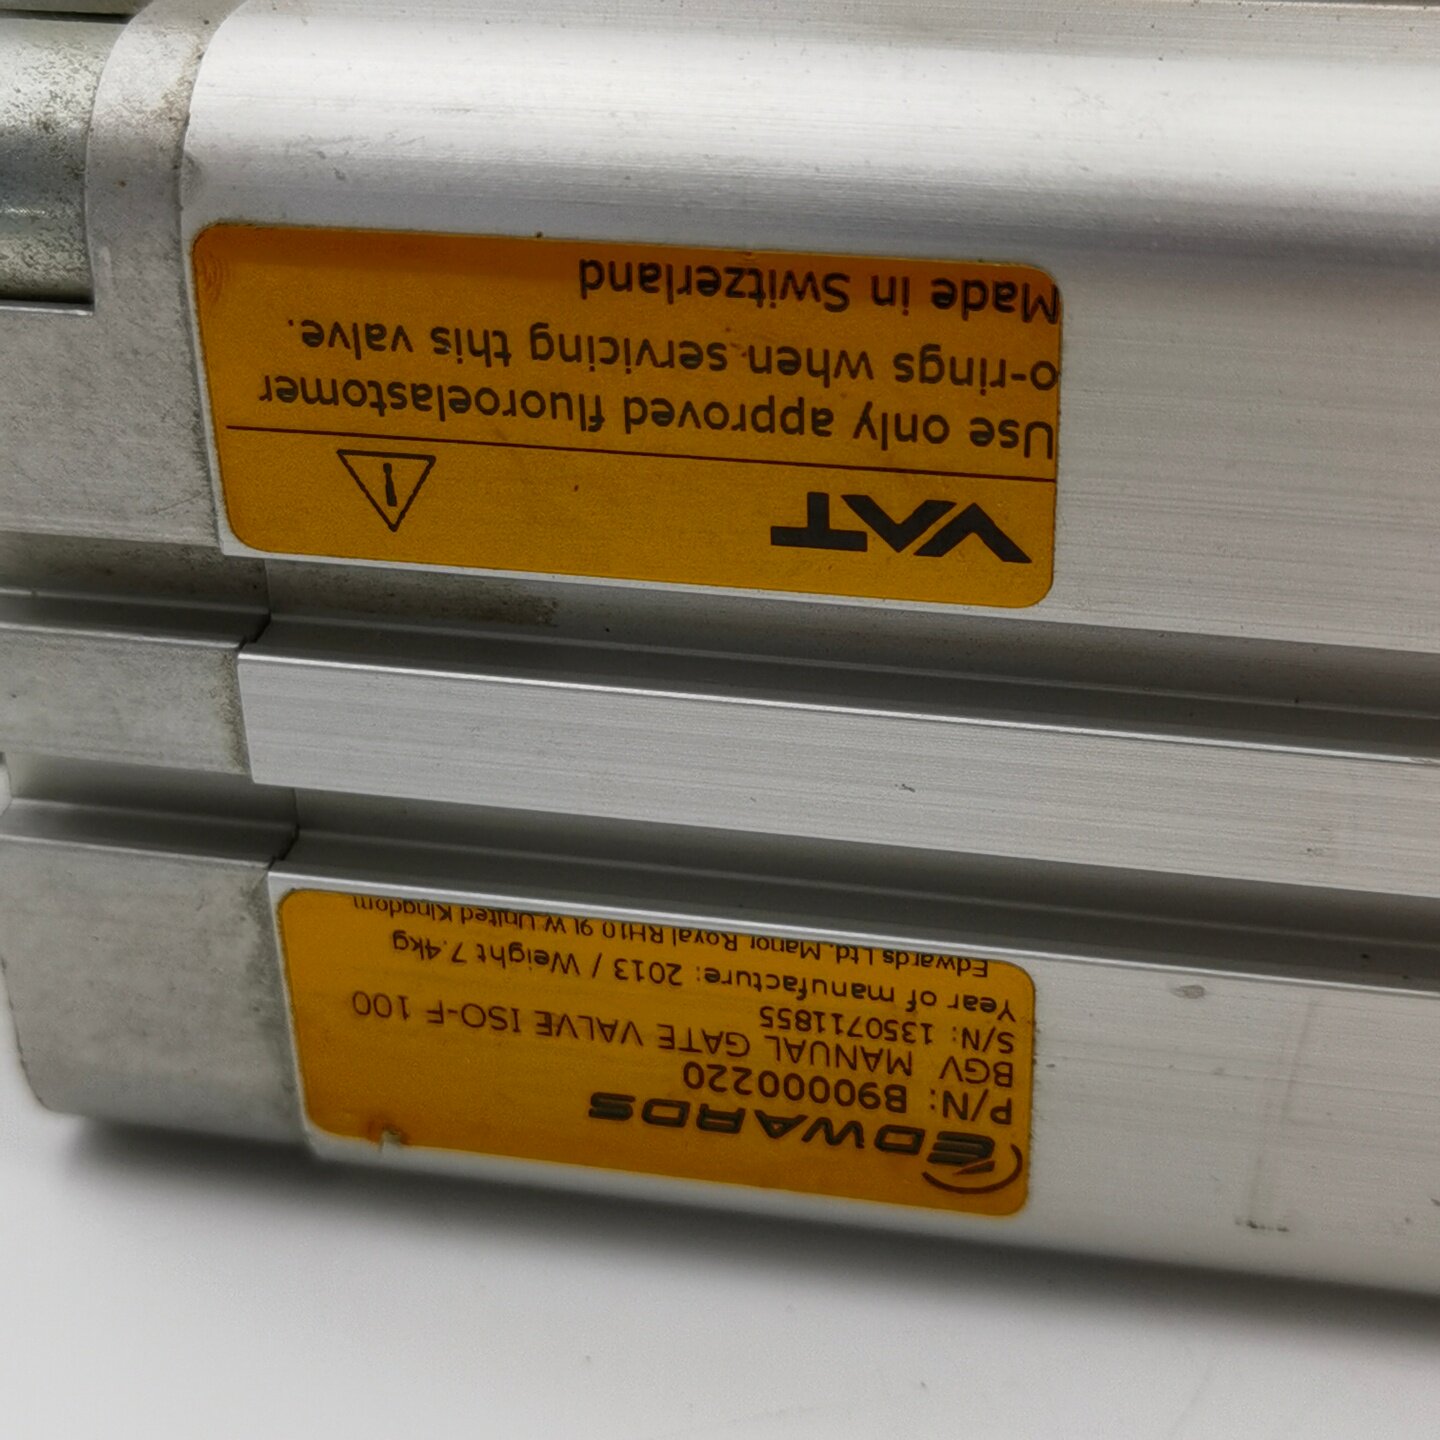 VAT
Use only approved fluoroelastomer
o-rings when servicing this valve.
Made in Switzerland
EDWARDS
P/N: B90000220
BGV MANUAL GATE VALVE ISO-F 100
S/N: 1350711855
Year of manufacture: 2013 / Weight 7.4kg
Edwards Ltd, Manor Royal RH10 9LW United Kingdom